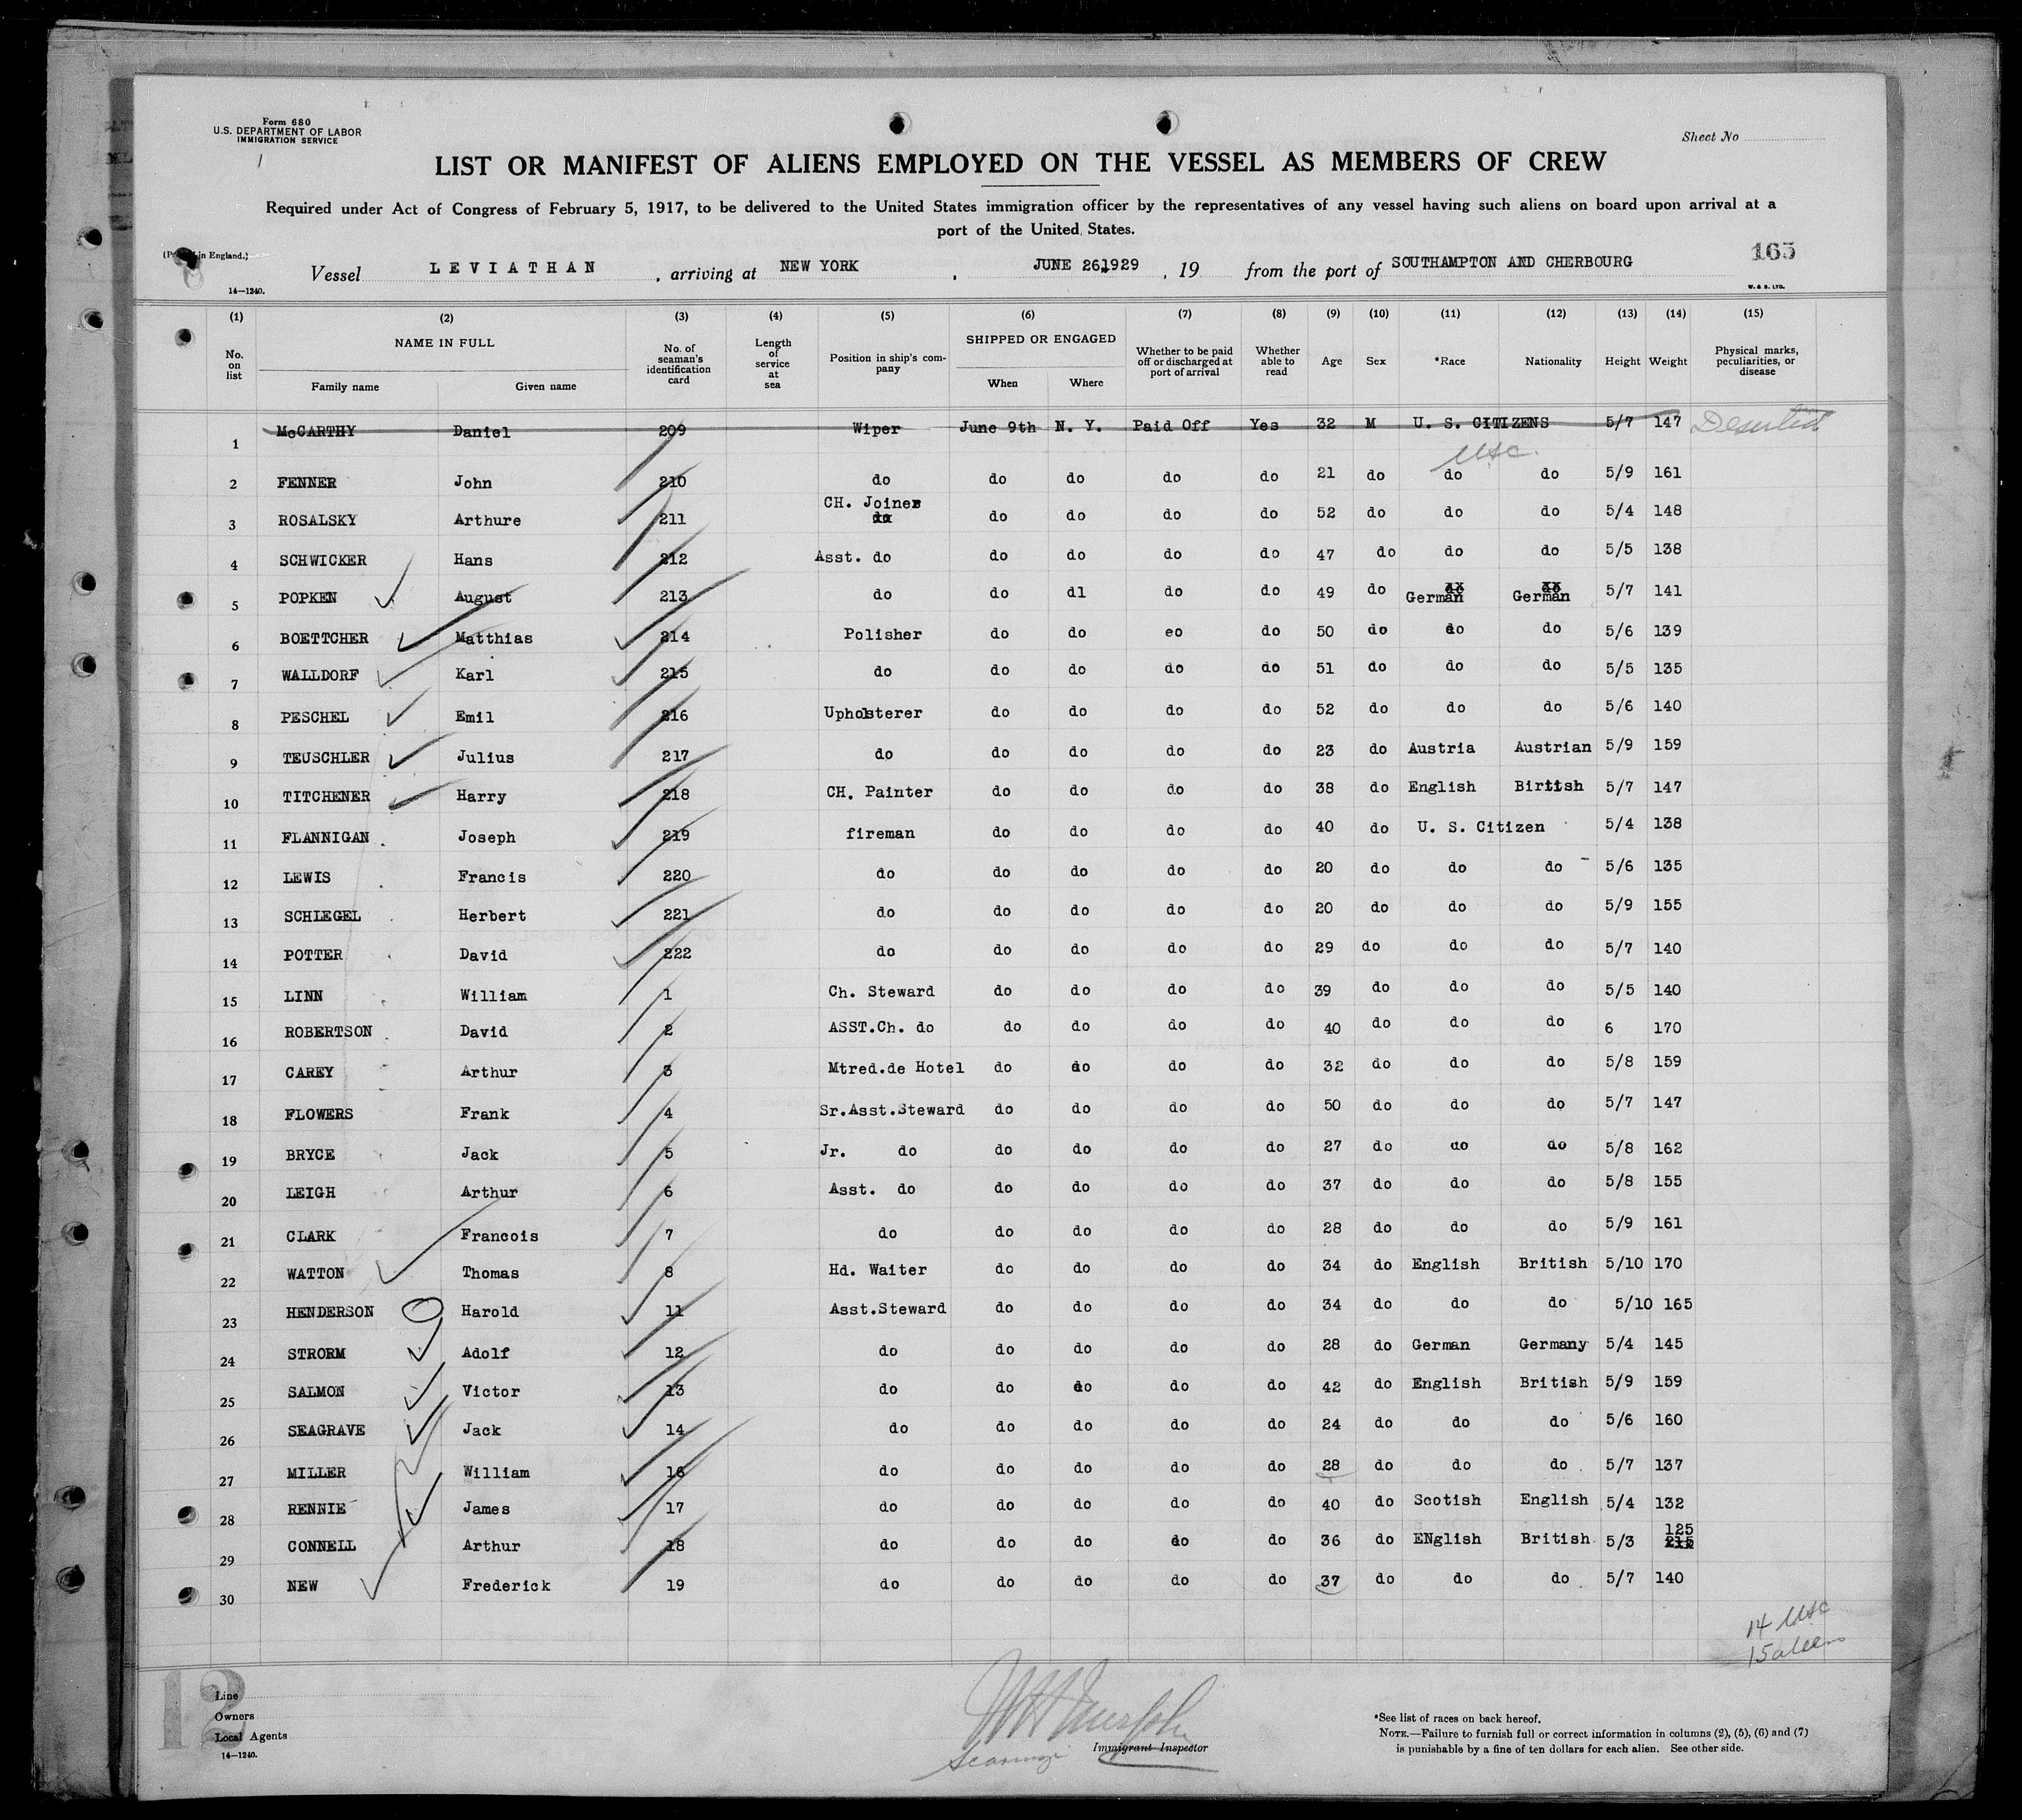 Form 680
U.S. DEPARTMENT OF LABOR
IMMIGRATION SERVICE
Sheet No
LIST OR MANIFEST OF ALIENS EMPLOYED ON THE VESSEL AS MEMBERS OF CREW
Required under Act of Congress of February 5, 1917, to be delivered to the United States immigration officer by the representatives of any vessel having such aliens on board upon arrival at a
port of the United States.
in England.)
165
Vessel LEVIATHAN, arriving at NEW YORK, JUNE 26,1929, 19 from the port of SOUTHAMPTON AND CHERBOURG
14—1240.
W. & S. LTD.
(1) (2) (3) (4) (5) (6) (7) (8) (9) (10) (11) (12) (13) (14) (15)
No. on list NAME IN FULL Family name Given name No. of seaman's identification card Length of service at sea Position in ship's company SHIPPED OR ENGAGED When Where Whether to be paid off or discharged at port of arrival Whether able to read Age Sex *Race Nationality Height Weight Physical marks, peculiarities, or disease
1 McCARTHY Daniel 209 Wiper June 9th N. Y. Paid Off Yes 32 M U. S. CITIZENS 5/7 147 Deserted
USC.
2 FENNER John 210 do do do do do 21 do do do 5/9 161
3 ROSALSKY Arthure 211 CH. Joiner do do do do do 52 do do do 5/4 148
4 SCHWICKER Hans 212 Asst. do do do do do 47 do do do 5/5 138
5 POPKEN August 213 do do dl do do 49 do German German 5/7 141
6 BOETTCHER Matthias 214 Polisher do do eo do 50 do do do 5/6 139
7 WALLDORF Karl 215 do do do do do 51 do do do 5/5 135
8 PESCHEL Emil 216 Upholsterer do do do do 52 do do do 5/6 140
9 TEUSCHLER Julius 217 do do do do do 23 do Austria Austrian 5/9 159
10 TITCHENER Harry 218 CH. Painter do do do do 38 do English Birtish 5/7 147
11 FLANNIGAN Joseph 219 fireman do do do do 40 do U. S. Citizen 5/4 138
12 LEWIS Francis 220 do do do do do 20 do do do 5/6 135
13 SCHLEGEL Herbert 221 do do do do do 20 do do do 5/9 155
14 POTTER David 222 do do do do do 29 do do do 5/7 140
15 LINN William 1 Ch. Steward do do do do 39 do do do 5/5 140
16 ROBERTSON David 2 ASST.Ch. do do do do do 40 do do do 6 170
17 CAREY Arthur 3 Mtred.de Hotel do do do do 32 do do do 5/8 159
18 FLOWERS Frank 4 Sr.Asst.Steward do do do do 50 do do do 5/7 147
19 BRYCE Jack 5 Jr. do do do do do 27 do do do 5/8 162
20 LEIGH Arthur 6 Asst. do do do do do 37 do do do 5/8 155
21 CLARK Francois 7 do do do do do 28 do do do 5/9 161
22 WATTON Thomas 8 Hd. Waiter do do do do 34 do English British 5/10 170
23 HENDERSON Harold 11 Asst.Steward do do do do 34 do do do 5/10 165
24 STRORM Adolf 12 do do do do do 28 do German Germany 5/4 145
25 SALMON Victor 13 do do do do do 42 do English British 5/9 159
26 SEAGRAVE Jack 14 do do do do do 24 do do do 5/6 160
27 MILLER William 16 do do do do do 28 do do do 5/7 137
28 RENNIE James 17 do do do do do 40 do Scotish English 5/4 132
29 CONNELL Arthur 18 do do do do do 36 do ENglish British 5/3 125 215
30 NEW Frederick 19 do do do do do 37 do do do 5/7 140
14 USC
15 aliens
12
Line
Owners
Local Agents
14—1240.
Immigrant Inspector
*See list of races on back hereof.
NOTE.—Failure to furnish full or correct information in columns (2), (5), (6) and (7)
is punishable by a fine of ten dollars for each alien. See other side.